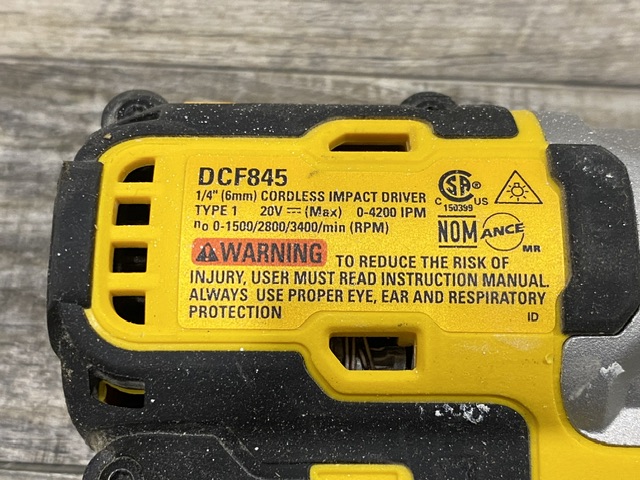 DCF845
1/4" (6mm) CORDLESS IMPACT DRIVER
TYPE 1 20V ⎓ (Max) 0-4200 IPM
n₀ 0-1500/2800/3400/min (RPM)
CSA®
C US
150399
NOM
ANCE
MR
WARNING TO REDUCE THE RISK OF
INJURY, USER MUST READ INSTRUCTION MANUAL.
ALWAYS USE PROPER EYE, EAR AND RESPIRATORY
PROTECTION
ID